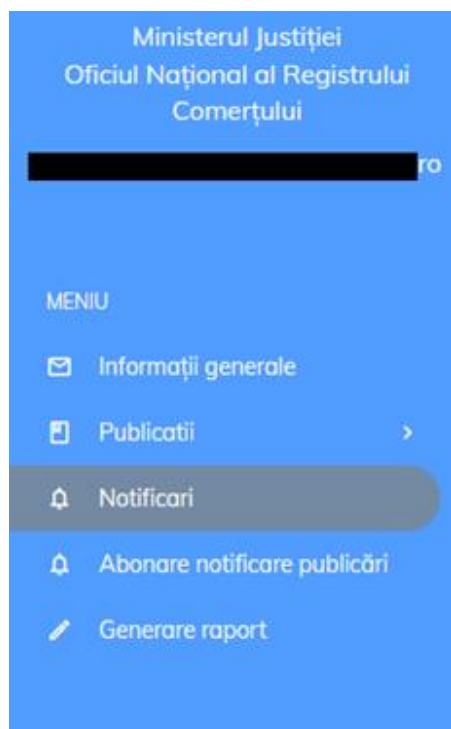 Ministerul Justiției
Oficiul Național al Registrului
Comerțului
ro
MENIU
Informații generale
Publicatii
Notificari
Abonare notificare publicări
Generare raport